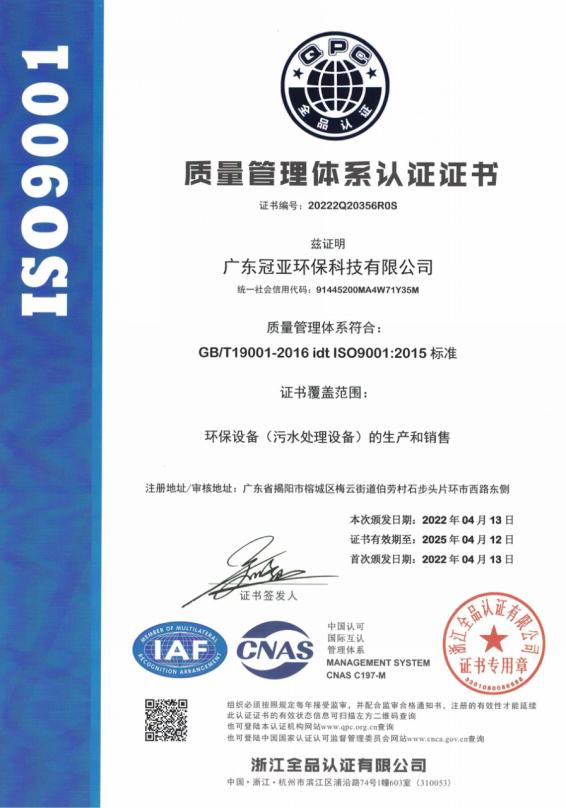 ISO9001
QPC
全品认证
质量管理体系认证证书
证书编号：20222Q20356R0S
兹证明
广东冠亚环保科技有限公司
统一社会信用代码：91445200MA4W71Y35M
质量管理体系符合：
GB/T19001-2016 idt ISO9001:2015 标准
证书覆盖范围：
环保设备（污水处理设备）的生产和销售
注册地址/审核地址：广东省揭阳市榕城区梅云街道伯劳村石步头片环市西路东侧
本次颁发日期：2022 年 04 月 13 日
证书有效期至：2025 年 04 月 12 日
首次颁发日期：2022 年 04 月 13 日
证书签发人
MEMBER OF MULTILATERAL
IAF
RECOGNITION ARRANGEMENT
CNAS
中国认可
国际互认
管理体系
MANAGEMENT SYSTEM
CNAS C197-M
浙江全品认证有限公司
证书专用章
3301080086688
组织必须按照规定每年接受监审，并配合监审合格通知书，注册的有效性才能延续
此认证证书的有效状态信息可扫描左方二维码查询
也可登陆本认证机构网站www.qpc.org.cn查询
也可登陆中国国家认证认可监督管理委员会网站www.cnca.gov.cn查询
浙江全品认证有限公司
中国·浙江·杭州市滨江区浦沿路74号1幢603室（310053）